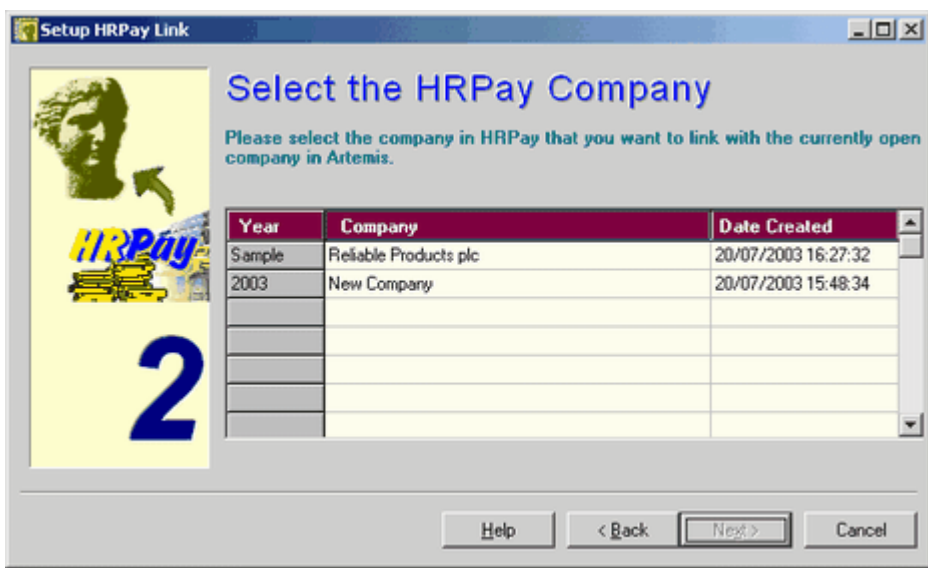 Setup HRPay Link
Select the HRPay Company
Please select the company in HRPay that you want to link with the currently open
company in Artemis.
HRPay
2
Year Company Date Created
Sample Reliable Products plc 20/07/2003 16:27:32
2003 New Company 20/07/2003 15:48:34
Help < Back Next > Cancel